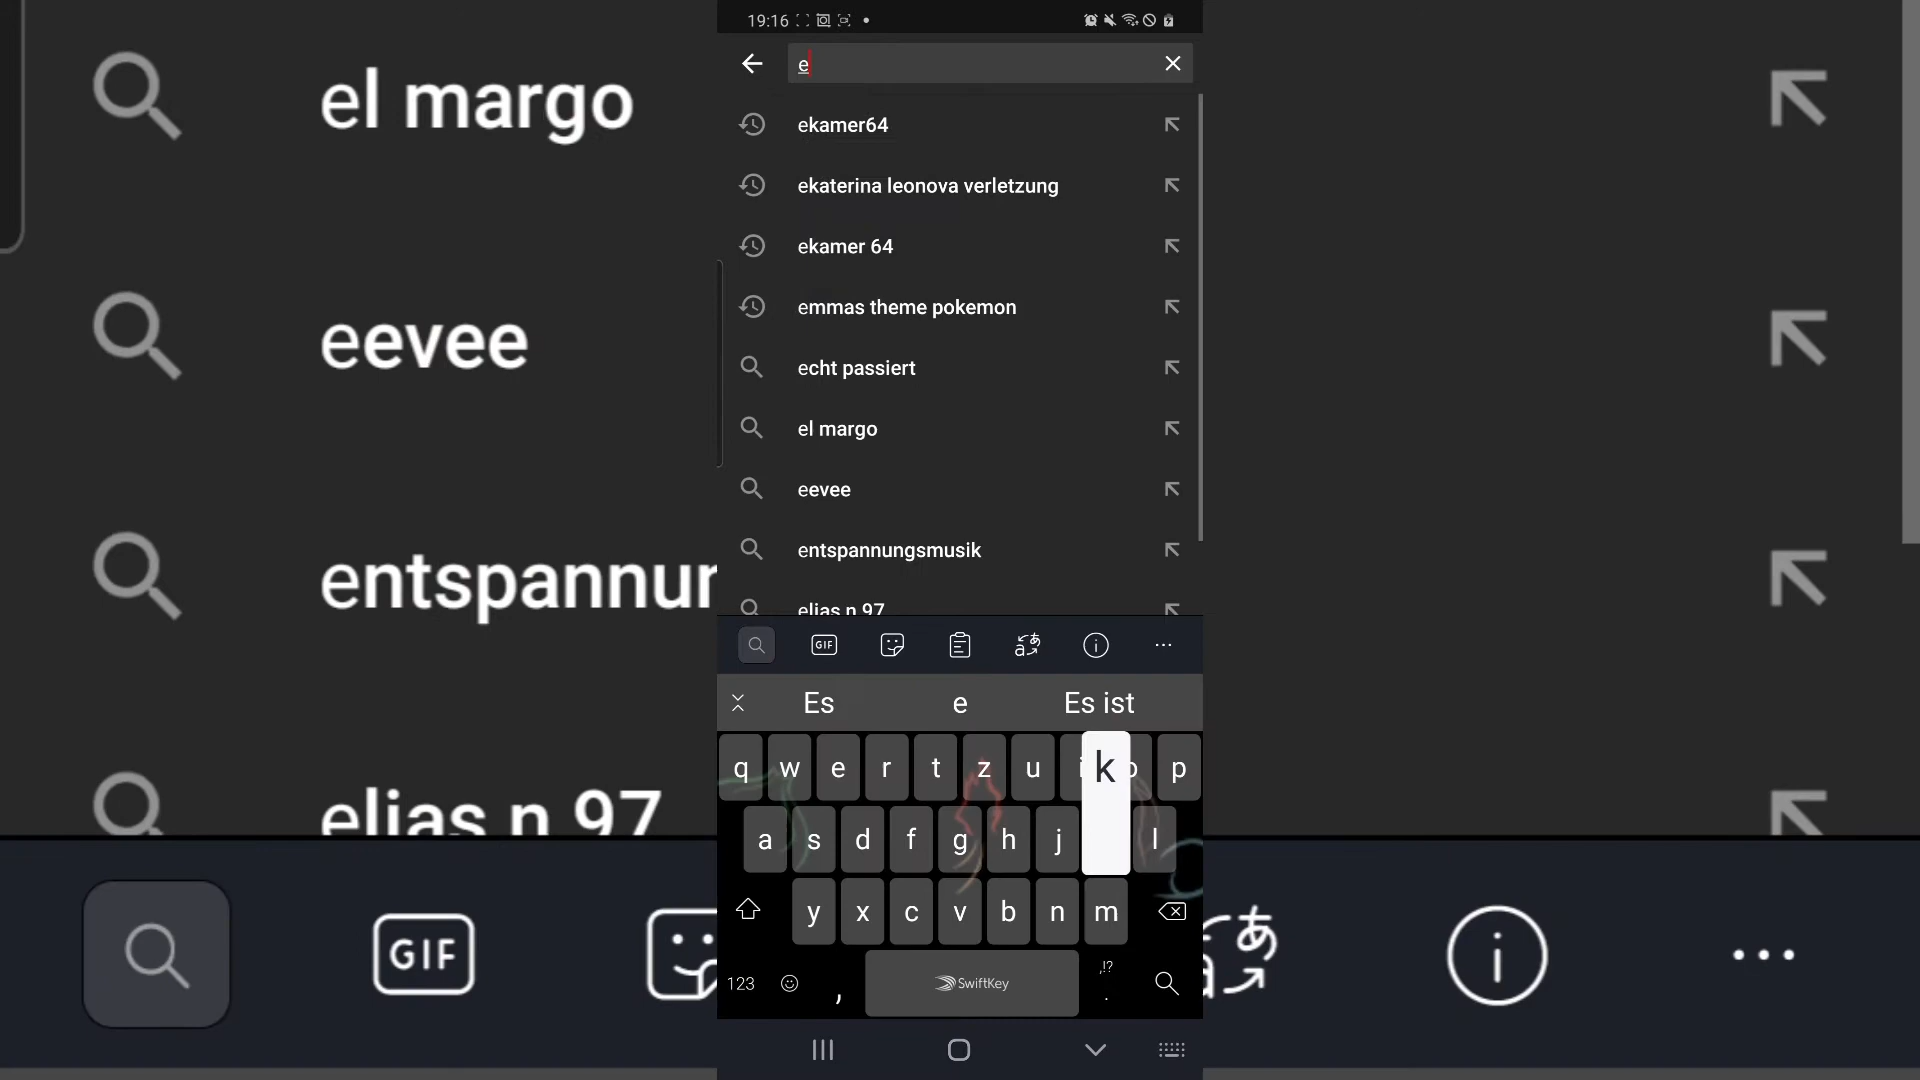 el margo
eevee
entspannun
elias n 97
GIF
19:16
e
ekamer64
ekaterina leonova verletzung
ekamer 64
emmas theme pokemon
echt passiert
el margo
eevee
entspannungsmusik
elias n 97
GIF
Es e Es ist
q w e r t z u i k o p
a s d f g h j l
y x c v b n m
,!?
123 , SwiftKey .